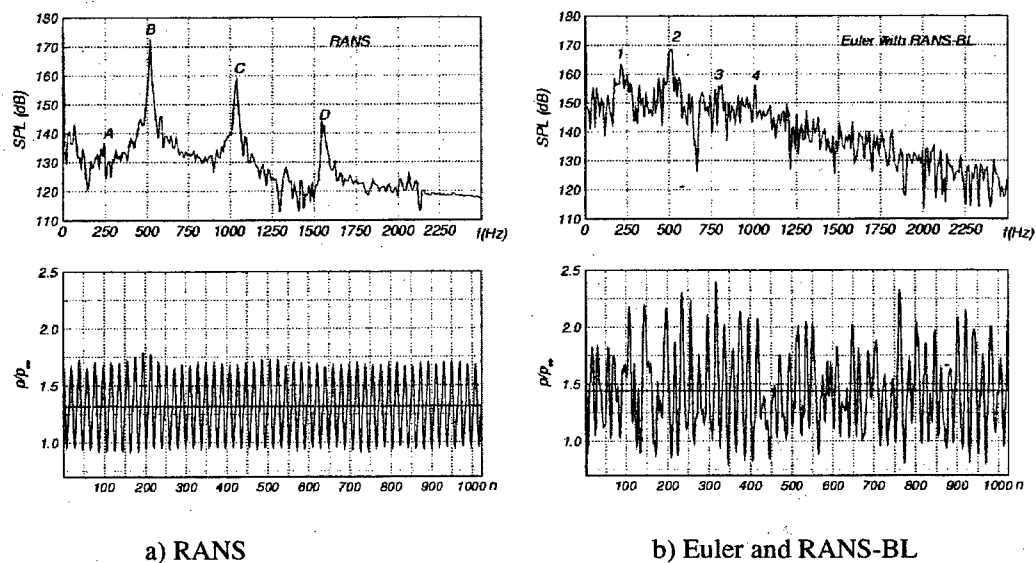 180
170
160
150
140
130
120
110
SPL (dB)
RANS
A
B
C
D
0 250 500 750 1000 1250 1500 1750 2000 2250 f(Hz)
180
170
160
150
140
130
120
110
SPL (dB)
Euler with RANS-BL
1
2
3
4
0 250 500 750 1000 1250 1500 1750 2000 2250 f(Hz)
2.5
2.0
1.5
1.0
p/p∞
100 200 300 400 500 600 700 800 900 1000 n
2.5
2.0
1.5
1.0
p/p∞
100 200 300 400 500 600 700 800 900 1000 n
a) RANS
b) Euler and RANS-BL